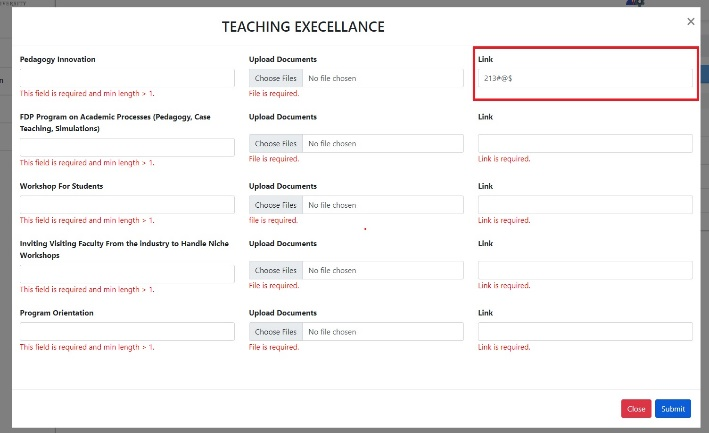 TEACHING EXECELLANCE
×
Pedagogy Innovation
Upload Documents
Link
Choose Files No file chosen
213#@$
This field is required and min length > 1.
File is required.
FDP Program on Academic Processes (Pedagogy, Case
Teaching, Simulations)
Upload Documents
Link
Choose Files No file chosen
This field is required and min length > 1.
File is required.
Link is required.
Workshop For Students
Upload Documents
Link
Choose Files No file chosen
This field is required and min length > 1.
file is required.
Link is required.
Inviting Visiting Faculty From the industry to Handle Niche
Workshops
Upload Documents
Link
Choose Files No file chosen
This field is required and min length > 1.
File is required.
Link is required.
Program Orientation
Upload Documents
Link
Choose Files No file chosen
This field is required and min length > 1.
File is required.
Link is required.
Close
Submit